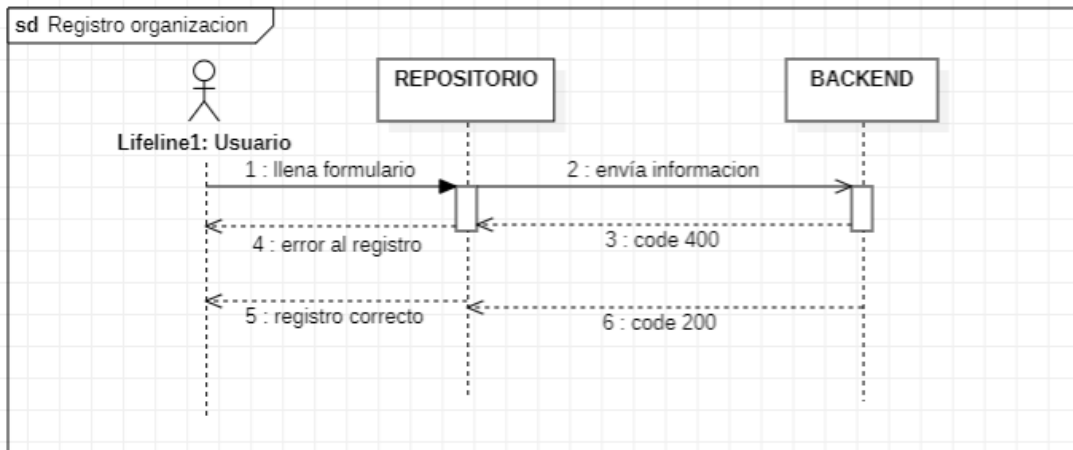 sd Registro organizacion
REPOSITORIO
BACKEND
Lifeline1: Usuario
1 : llena formulario
2 : envía informacion
3 : code 400
4 : error al registro
5 : registro correcto
6 : code 200